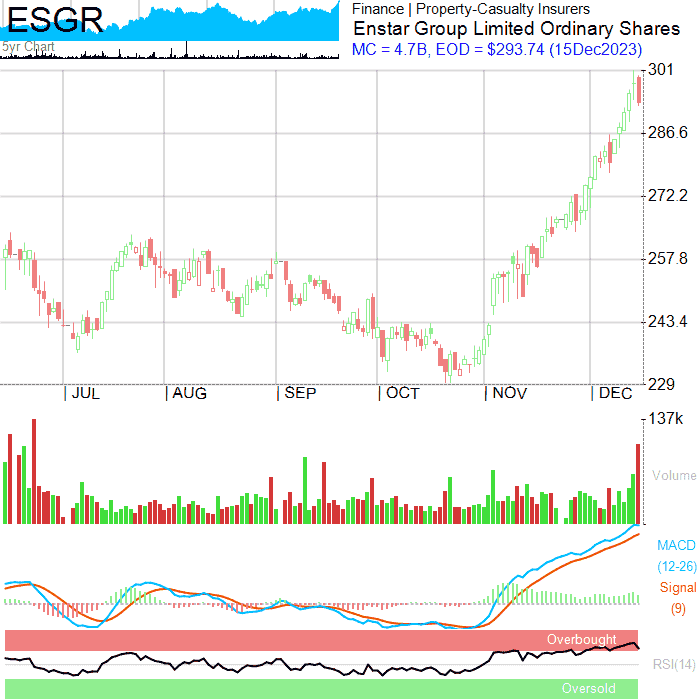 ESGR
5yr Chart
Finance | Property-Casualty Insurers
Enstar Group Limited Ordinary Shares
MC = 4.7B, EOD = $293.74 (15Dec2023)
301
286.6
272.2
257.8
243.4
229
| JUL | AUG | SEP | OCT | NOV | DEC
137k
Volume
MACD
(12-26)
Signal
(9)
Overbought
RSI(14)
Oversold